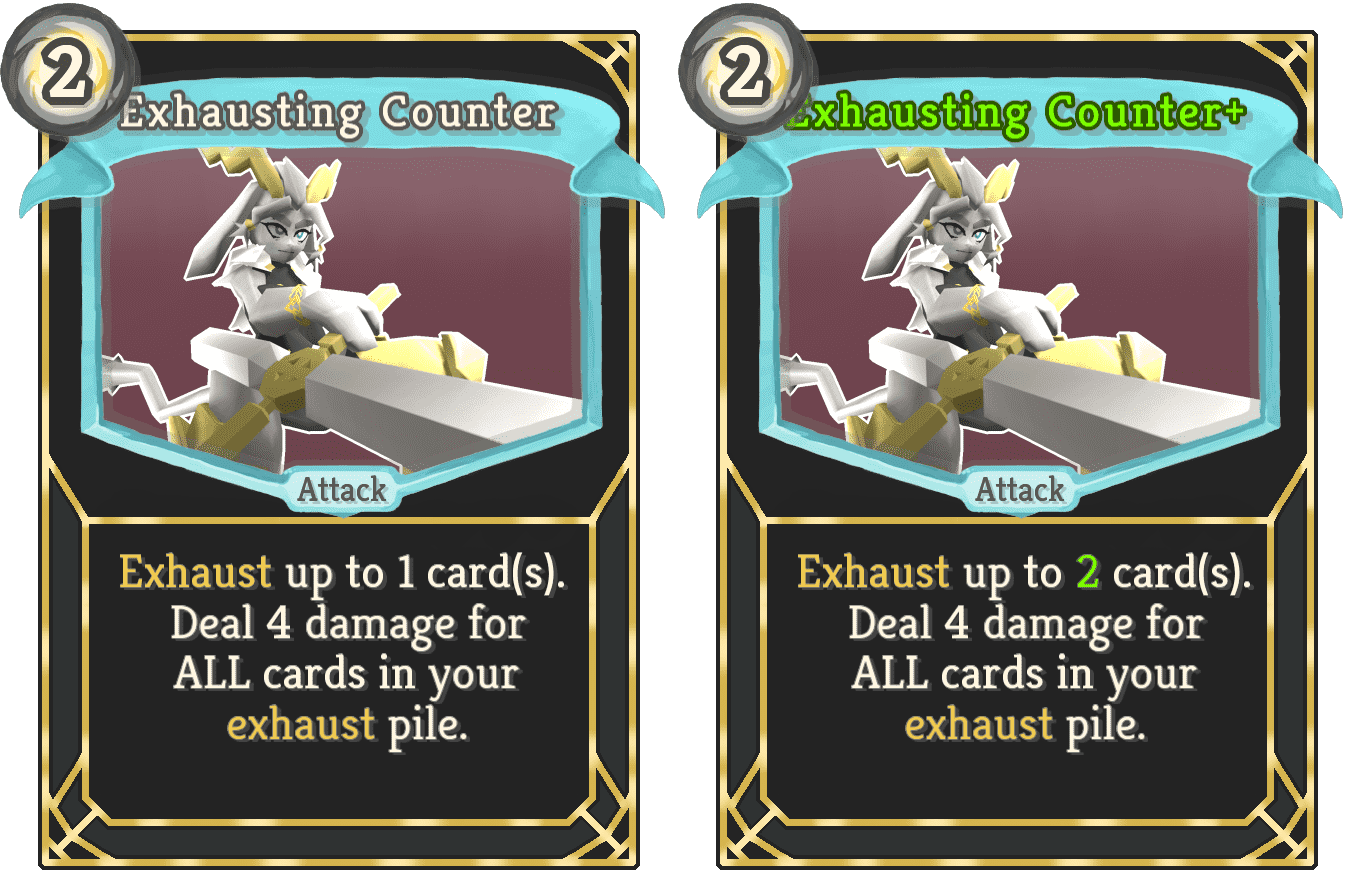 2
Exhausting Counter
Attack
Exhaust up to 1 card(s).
Deal 4 damage for
ALL cards in your
exhaust pile.
2
Exhausting Counter+
Attack
Exhaust up to 2 card(s).
Deal 4 damage for
ALL cards in your
exhaust pile.